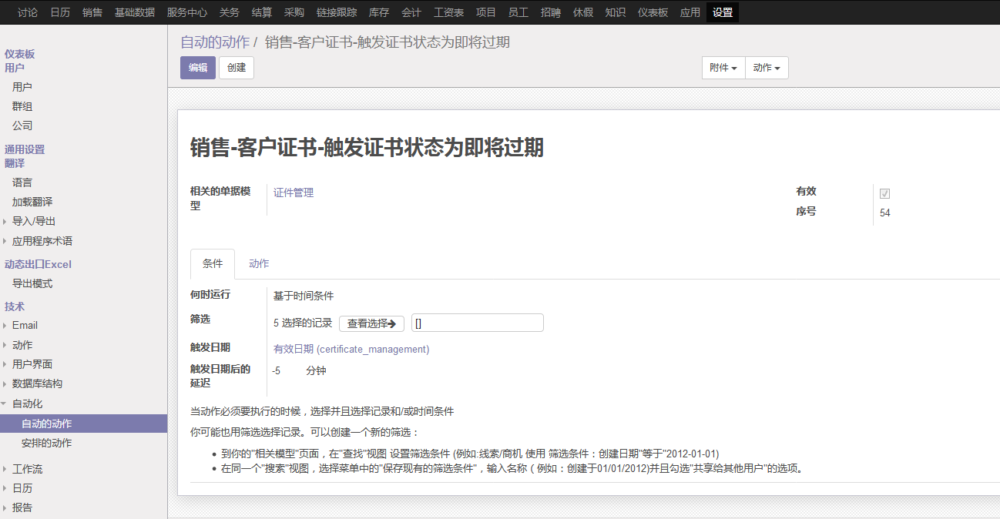 讨论 日历 销售 基础数据 服务中心 关务 结算 采购 链接跟踪 库存 会计 工资表 项目 员工 招聘 休假 知识 仪表板 应用 设置
仪表板
用户
用户
群组
公司
通用设置
翻译
语言
加载翻译
导入/导出
应用程序术语
动态出口Excel
导出模式
技术
Email
动作
用户界面
数据库结构
自动化
自动的动作
安排的动作
工作流
日历
报告
自动的动作 / 销售-客户证书-触发证书状态为即将过期
编辑 创建 附件 动作
销售-客户证书-触发证书状态为即将过期
相关的单据模型 证件管理
有效
序号 54
条件 动作
何时运行 基于时间条件
筛选 5 选择的记录 查看选择 []
触发日期 有效日期 (certificate_management)
触发日期后的延迟 -5 分钟
当动作必须要执行的时候，选择并且选择记录和/或时间条件
你可能也用筛选选择记录。可以创建一个新的筛选：
到你的"相关模型"页面，在"查找"视图 设置筛选条件 (例如:线索/商机 使用 筛选条件：创建日期"等于"2012-01-01)
在同一个"搜索"视图，选择菜单中的"保存现有的筛选条件"，输入名称（例如：创建于01/01/2012)并且勾选"共享给其他用户"的选项。